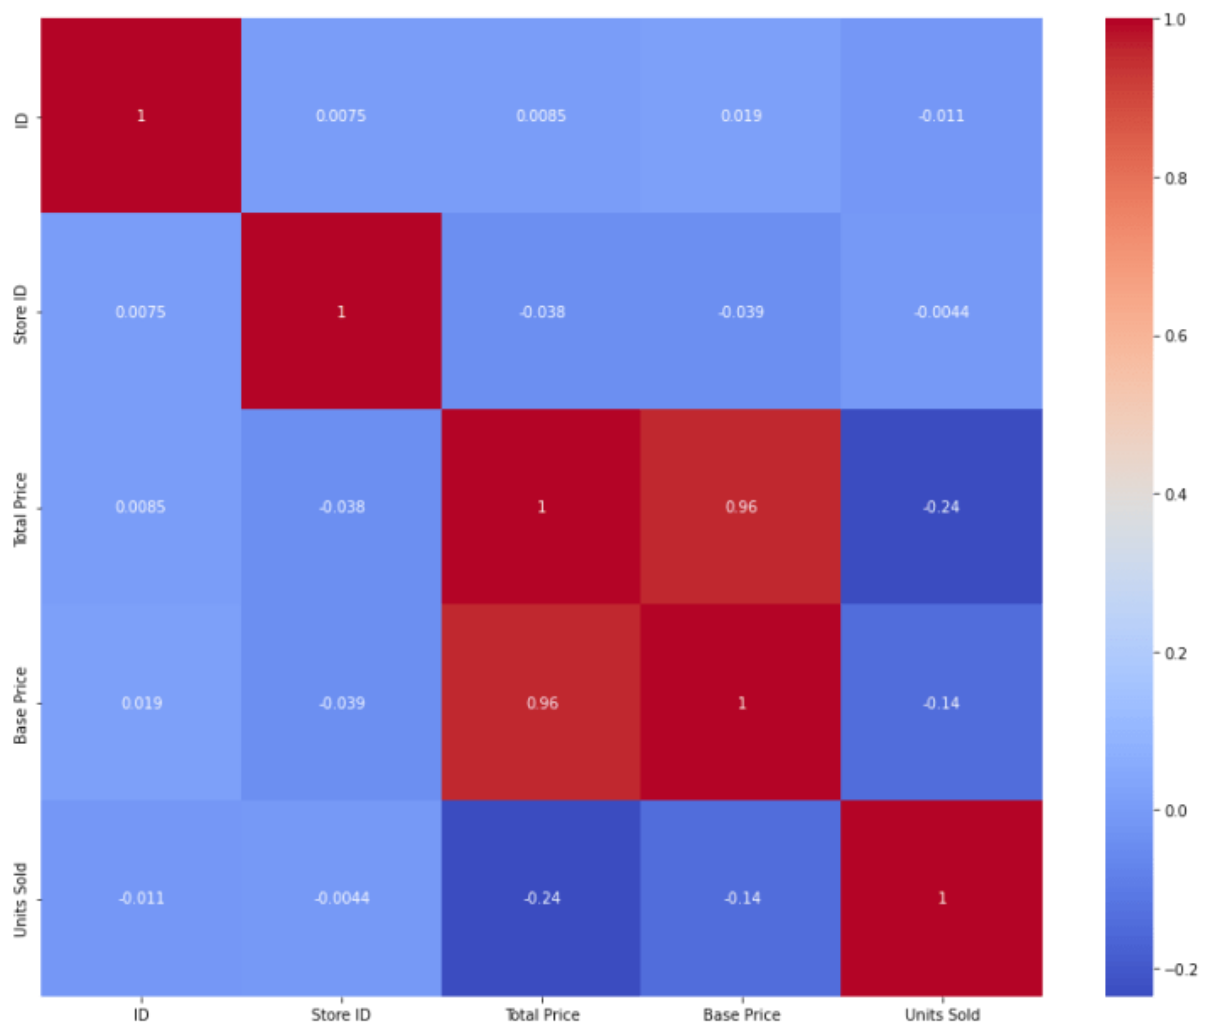 ID 1 0.0075 0.0085 0.019 -0.011
Store ID 0.0075 1 -0.038 -0.039 -0.0044
Total Price 0.0085 -0.038 1 0.96 -0.24
Base Price 0.019 -0.039 0.96 1 -0.14
Units Sold -0.011 -0.0044 -0.24 -0.14 1
ID Store ID Total Price Base Price Units Sold
1.0
0.8
0.6
0.4
0.2
0.0
−0.2